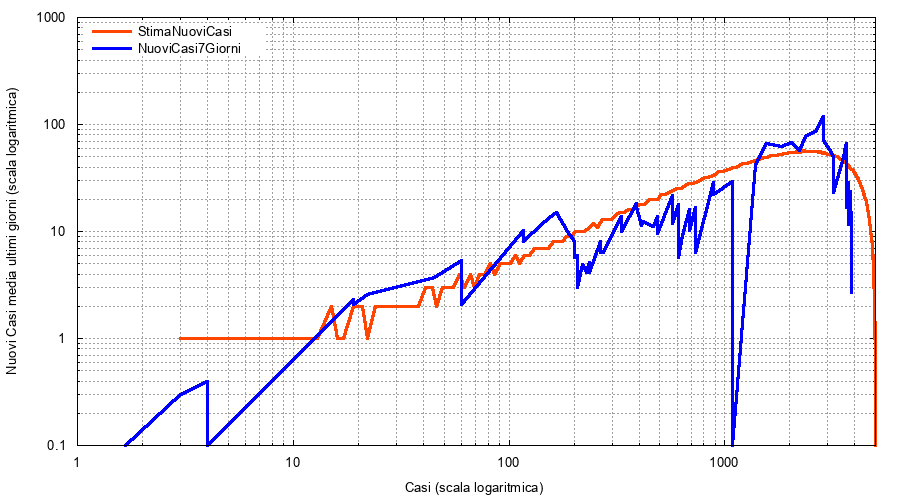 1000
100
10
1
0.1
1
10
100
1000
StimaNuoviCasi
NuoviCasi7Giorni
Nuovi Casi media ultimi giorni (scala logaritmica)
Casi (scala logaritmica)